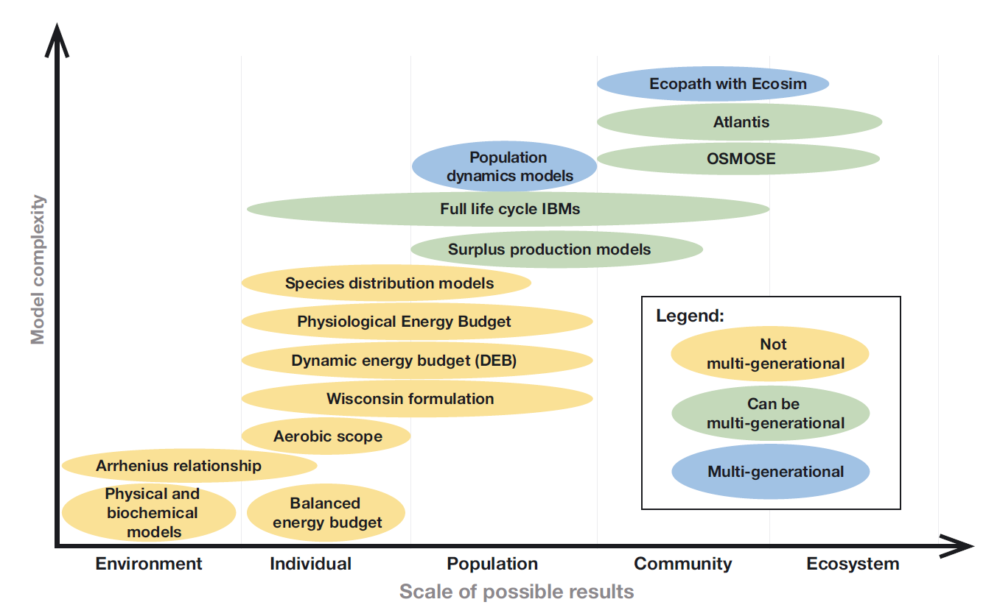 Ecopath with Ecosim
Atlantis
Population
dynamics models
OSMOSE
Full life cycle IBMs
Surplus production models
Species distribution models
Physiological Energy Budget
Dynamic energy budget (DEB)
Wisconsin formulation
Aerobic scope
Arrhenius relationship
Physical and
biochemical
models
Balanced
energy budget
Legend:
Not
multi-generational
Can be
multi-generational
Multi-generational
Model complexity
Environment
Individual
Population
Community
Ecosystem
Scale of possible results